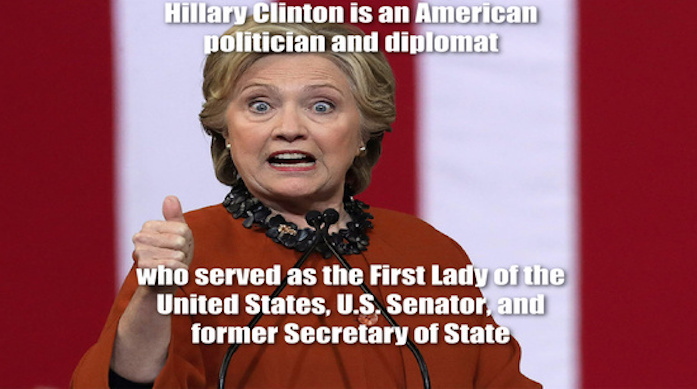 Hillary Clinton is an American
politician and diplomat
who served as the First Lady of the
United States, U.S. Senator, and
former Secretary of State